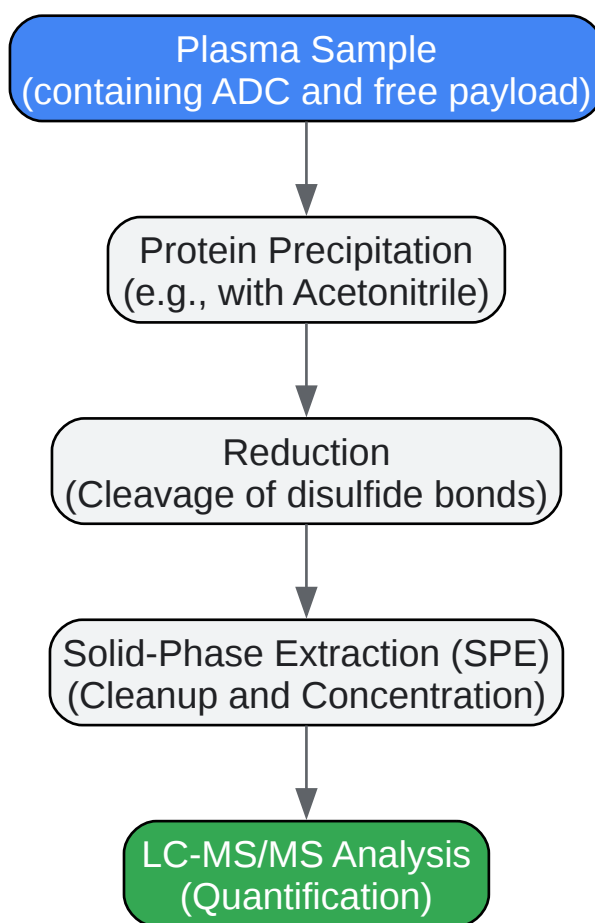 Plasma Sample
(containing ADC and free payload)
Protein Precipitation
(e.g., with Acetonitrile)
Reduction
(Cleavage of disulfide bonds)
Solid-Phase Extraction (SPE)
(Cleanup and Concentration)
LC-MS/MS Analysis
(Quantification)